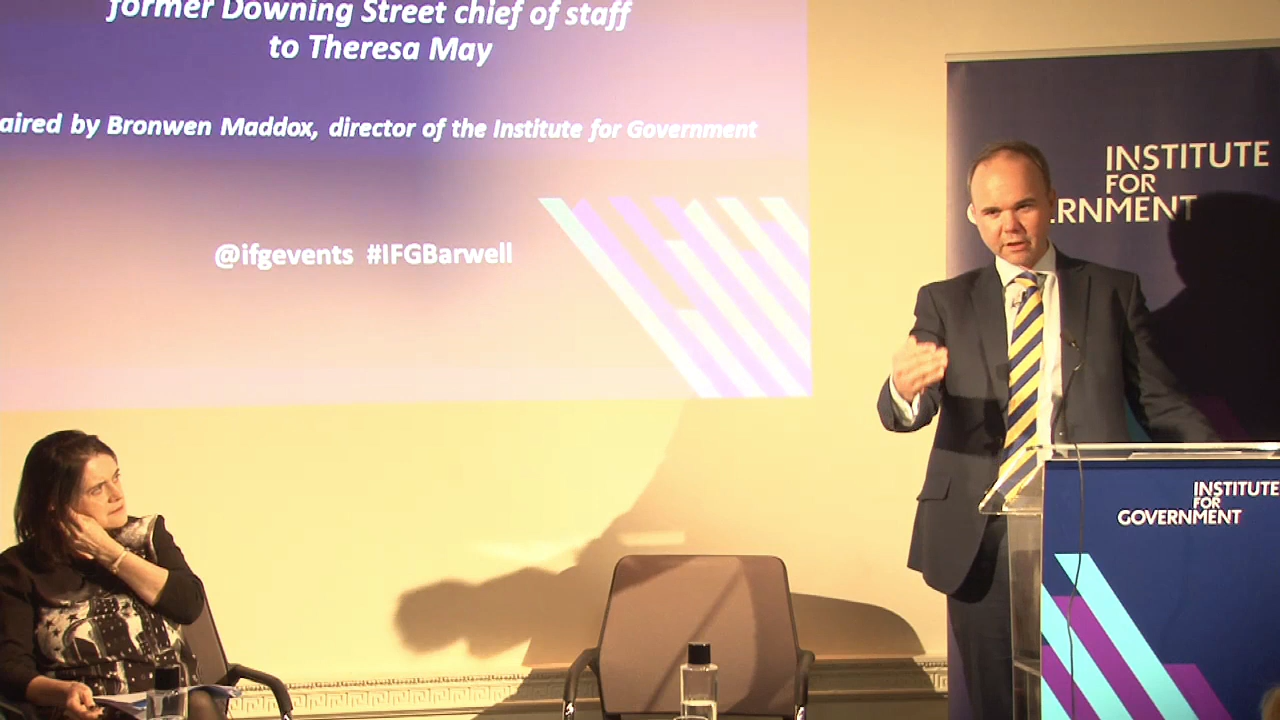 former Downing Street chief of staff
to Theresa May
aired by Bronwen Maddox, director of the Institute for Government
@ifgevents #IFGBarwell
INSTITUTE
FOR
ERNMENT
INSTITUTE
FOR
GOVERNMENT